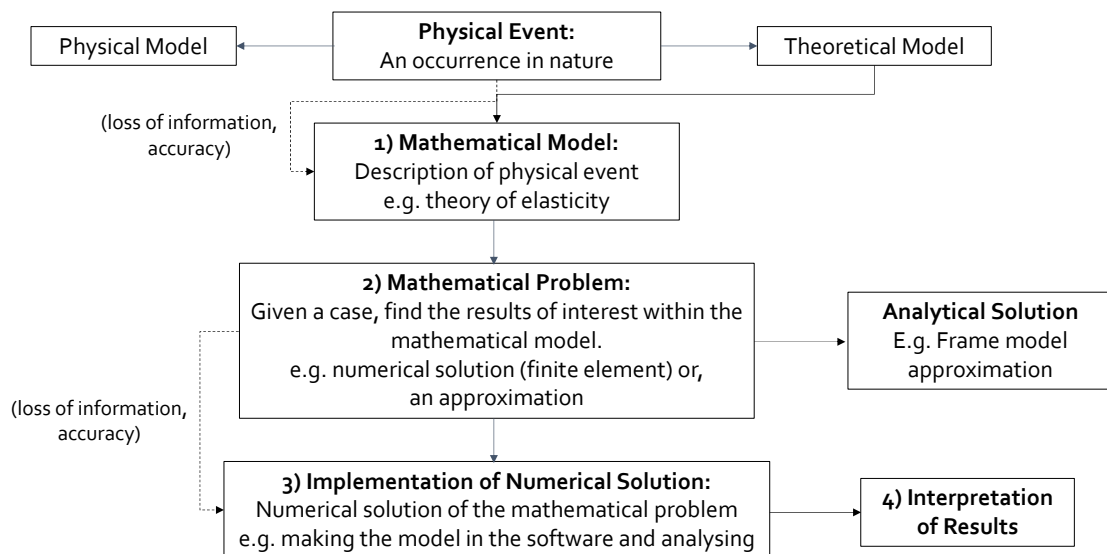 Physical Model
Physical Event:
An occurrence in nature
Theoretical Model
(loss of information,
accuracy)
1) Mathematical Model:
Description of physical event
e.g. theory of elasticity
2) Mathematical Problem:
Given a case, find the results of interest within the
mathematical model.
e.g. numerical solution (finite element) or,
an approximation
Analytical Solution
E.g. Frame model
approximation
(loss of information,
accuracy)
3) Implementation of Numerical Solution:
Numerical solution of the mathematical problem
e.g. making the model in the software and analysing
4) Interpretation
of Results